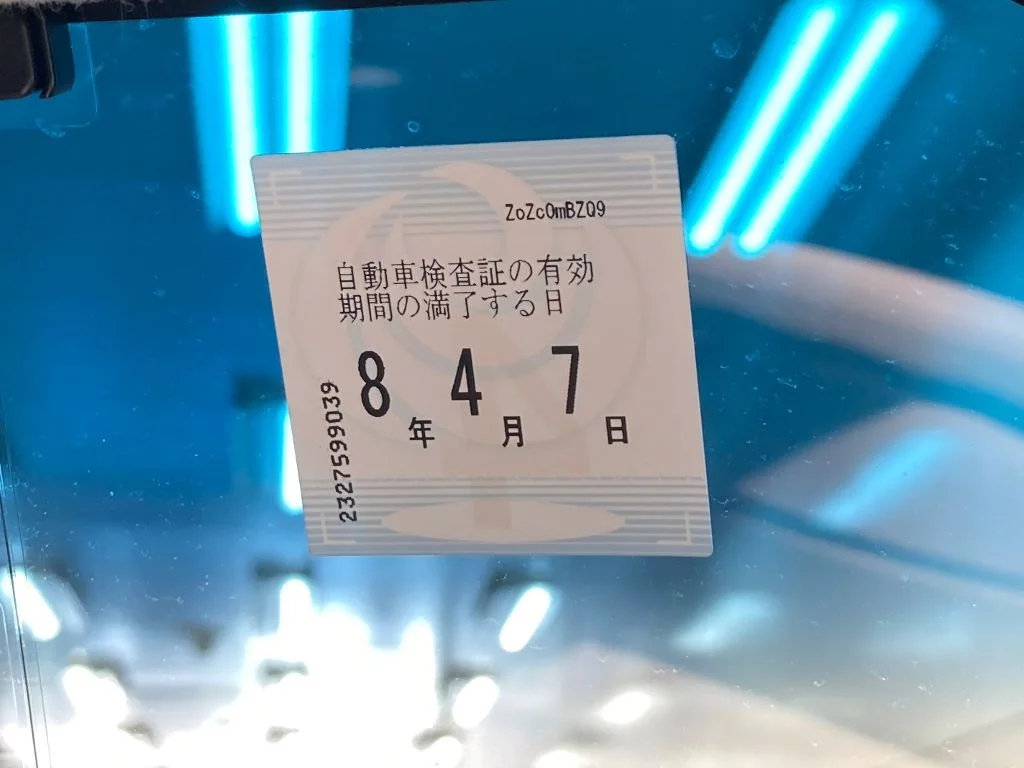 ZoZcOmBZQ9
自動車検査証の有効
期間の満了する日
8年 4月 7日
2327599039